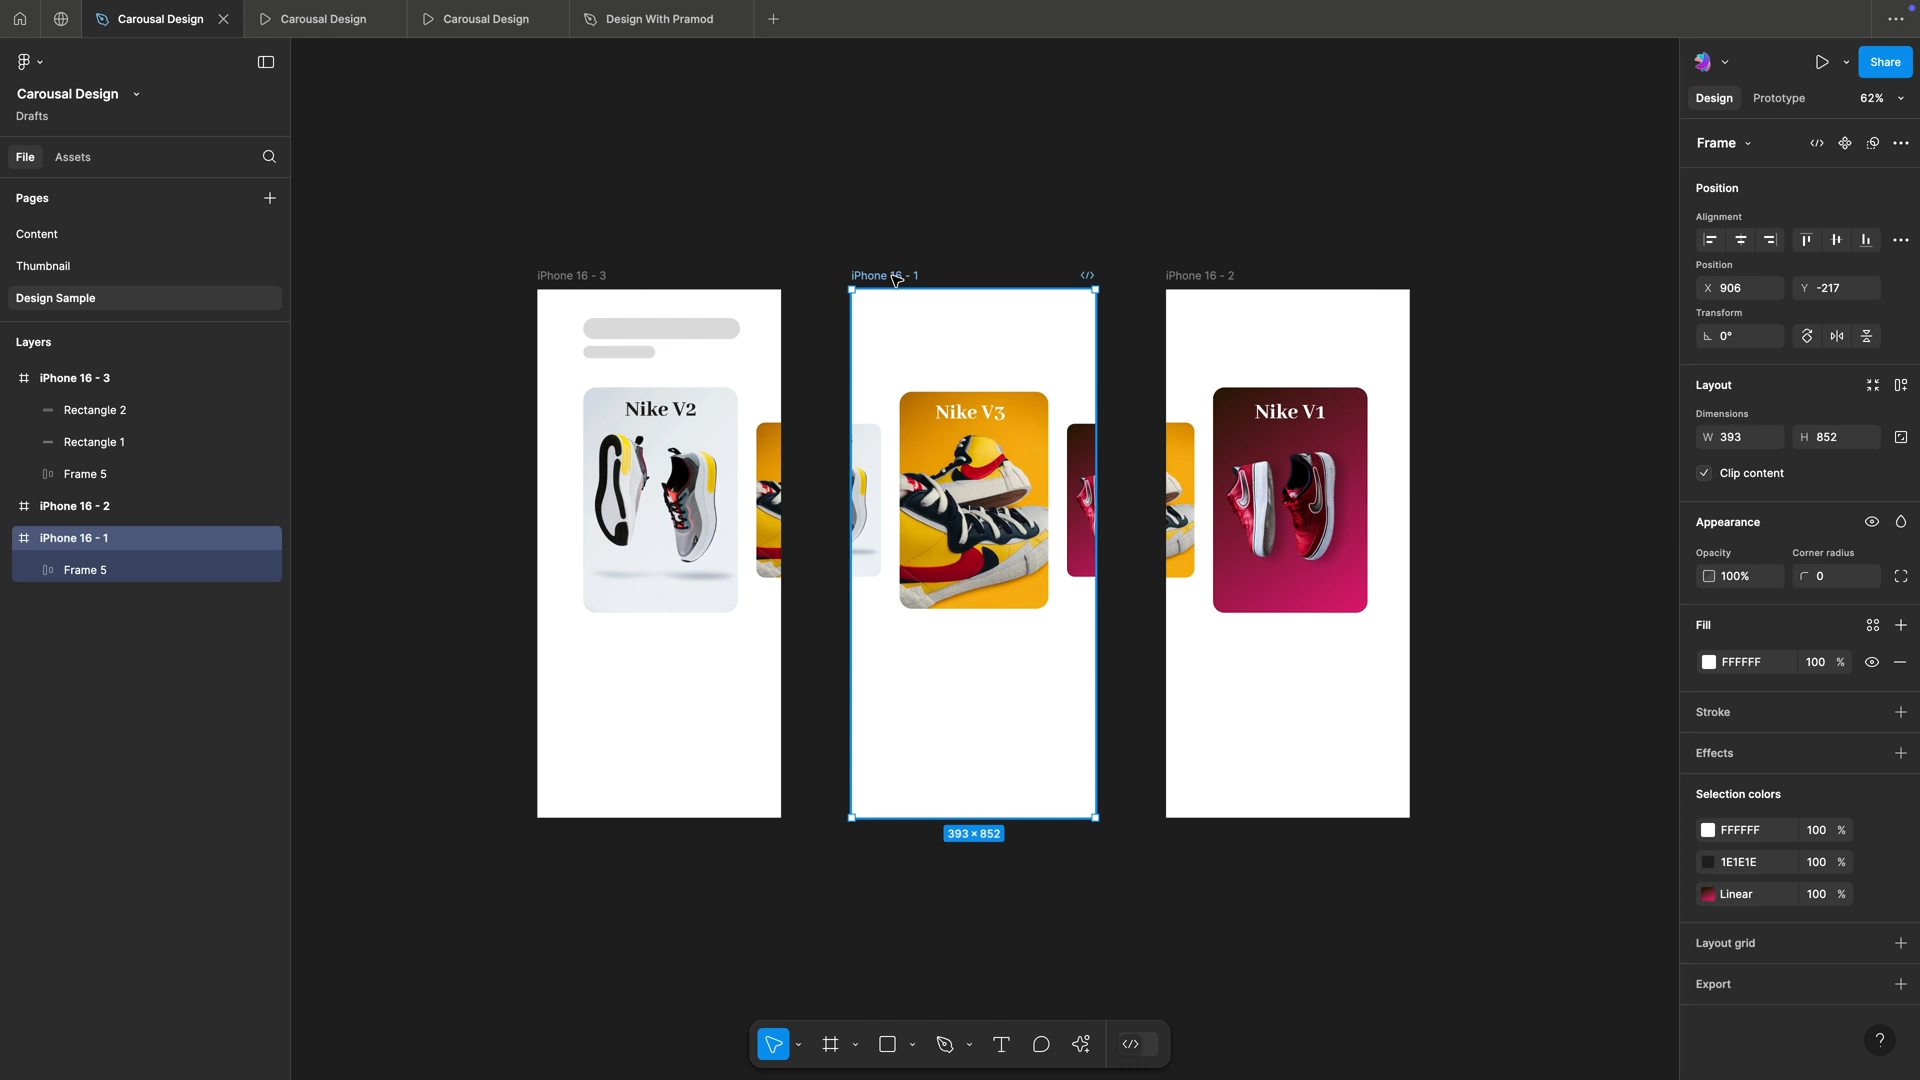 Carousal Design
Carousal Design
Carousal Design
Design With Pramod
Carousal Design
Drafts
File
Assets
Pages
Content
Thumbnail
Design Sample
Layers
iPhone 16 - 3
Rectangle 2
Rectangle 1
Frame 5
iPhone 16 - 2
iPhone 16 - 1
Frame 5
iPhone 16 - 3
iPhone 16 - 1
iPhone 16 - 2
Nike V2
Nike V3
Nike V1
393 × 852
Share
Design
Prototype
62%
Frame
Position
Alignment
Position
X 906
Y -217
Transform
0°
Layout
Dimensions
W 393
H 852
Clip content
Appearance
Opacity
Corner radius
100%
0
Fill
FFFFFF 100 %
Stroke
Effects
Selection colors
FFFFFF 100 %
1E1E1E 100 %
Linear 100 %
Layout grid
Export
?